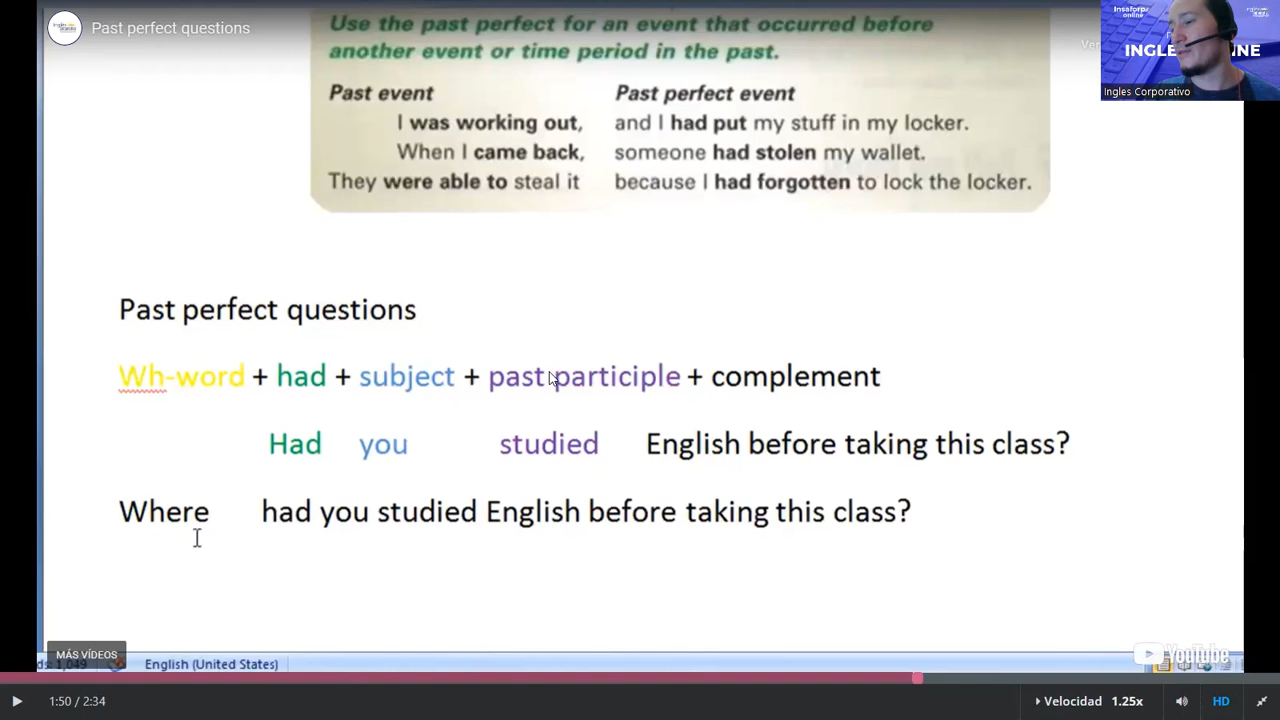 Past perfect questions
Use the past perfect for an event that occurred before
another event or time period in the past.
Past event Past perfect event
I was working out, and I had put my stuff in my locker.
When I came back, someone had stolen my wallet.
They were able to steal it because I had forgotten to lock the locker.
Insaforp
online
INGLE NE
Ingles Corporativo
Past perfect questions
Wh-word + had + subject + past participle + complement
Had you studied English before taking this class?
Where had you studied English before taking this class?
MÁS VÍDEOS
YouTube
1,049
English (United States)
1:50 / 2:34
Velocidad 1.25x
HD